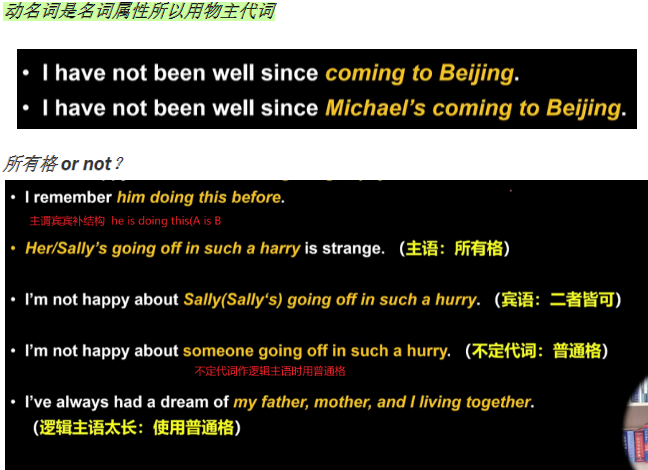 动名词是名词属性所以用物主代词
• I have not been well since coming to Beijing.
• I have not been well since Michael's coming to Beijing.
所有格 or not？
• I remember him doing this before.
主谓宾宾补结构 he is doing this(A is B
• Her/Sally's going off in such a harry is strange. （主语：所有格）
• I'm not happy about Sally(Sally's) going off in such a hurry. （宾语：二者皆可）
• I'm not happy about someone going off in such a hurry. （不定代词：普通格）
不定代词作逻辑主语时用普通格
• I've always had a dream of my father, mother, and I living together.
（逻辑主语太长：使用普通格）